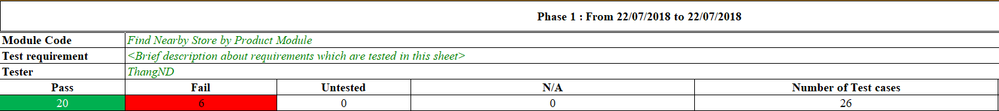 Phase 1 : From 22/07/2018 to 22/07/2018
Module Code Find Nearby Store by Product Module
Test requirement <Brief description about requirements which are tested in this sheet>
Tester ThangND
Pass Fail Untested N/A Number of Test cases
20 6 0 0 26